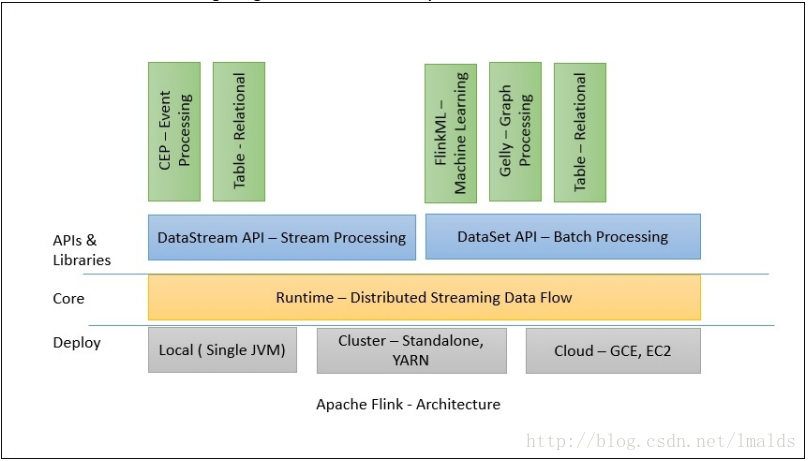 CEP – Event
Processing
Table - Relational
FlinkML –
Machine Learning
Gelly – Graph
Processing
Table – Relational
APIs &
Libraries
DataStream API – Stream Processing
DataSet API – Batch Processing
Core
Runtime – Distributed Streaming Data Flow
Deploy
Local ( Single JVM)
Cluster – Standalone,
YARN
Cloud – GCE, EC2
Apache Flink - Architecture
http://blog.csdn.net/lmalds